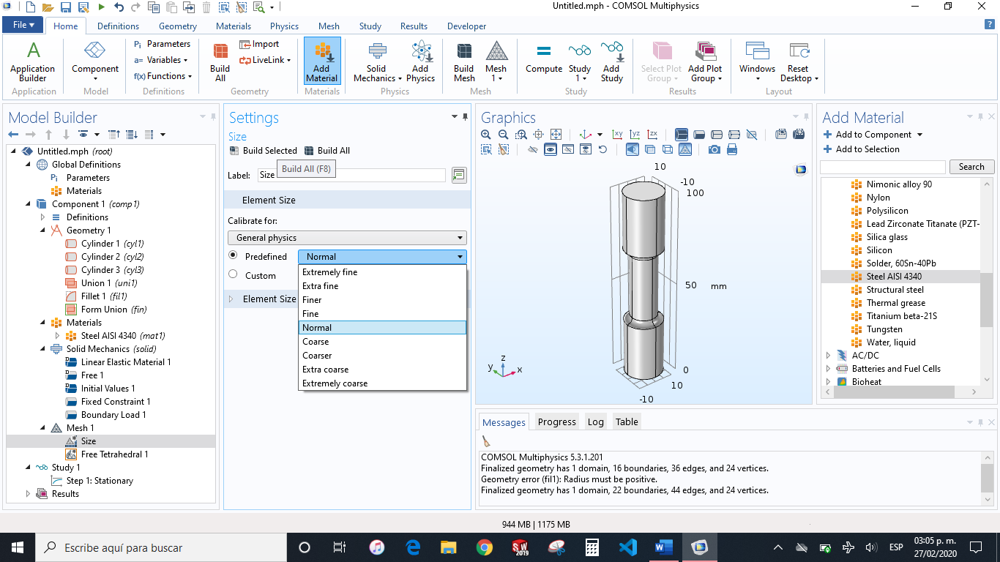 Untitled.mph - COMSOL Multiphysics
File Home Definitions Geometry Materials Physics Mesh Study Results Developer
Application Builder
Application
Component
Model
Pi Parameters
a= Variables
f(x) Functions
Definitions
Build All
Import
LiveLink
Geometry
Add Material
Materials
Solid Mechanics
Add Physics
Physics
Build Mesh
Mesh 1
Mesh
Compute
Study 1
Add Study
Study
Select Plot Group
Add Plot Group
Results
Windows
Reset Desktop
Layout
Model Builder
Untitled.mph (root)
Global Definitions
Pi Parameters
Materials
Component 1 (comp1)
Definitions
Geometry 1
Cylinder 1 (cyl1)
Cylinder 2 (cyl2)
Cylinder 3 (cyl3)
Union 1 (uni1)
Fillet 1 (fil1)
Form Union (fin)
Materials
Steel AISI 4340 (mat1)
Solid Mechanics (solid)
Linear Elastic Material 1
Free 1
Initial Values 1
Fixed Constraint 1
Boundary Load 1
Mesh 1
Size
Free Tetrahedral 1
Study 1
Step 1: Stationary
Results
Settings
Size
Build Selected Build All
Label: Size
Build All (F8)
Element Size
Calibrate for:
General physics
Predefined Normal
Custom
Element Size
Extremely fine
Extra fine
Finer
Fine
Normal
Coarse
Coarser
Extra coarse
Extremely coarse
Graphics
xy yz zx
10
-10
100
50 mm
0
10
-10
z
y x
Messages Progress Log Table
COMSOL Multiphysics 5.3.1.201
Finalized geometry has 1 domain, 16 boundaries, 36 edges, and 24 vertices.
Geometry error (fil1): Radius must be positive.
Finalized geometry has 1 domain, 22 boundaries, 44 edges, and 24 vertices.
Add Material
Add to Component
Add to Selection
Search
Nimonic alloy 90
Nylon
Polysilicon
Lead Zirconate Titanate (PZT-
Silica glass
Silicon
Solder, 60Sn-40Pb
Steel AISI 4340
Structural steel
Thermal grease
Titanium beta-21S
Tungsten
Water, liquid
AC/DC
Batteries and Fuel Cells
Bioheat
944 MB | 1175 MB
Escribe aquí para buscar
SW 2019
ESP
03:05 p. m.
27/02/2020